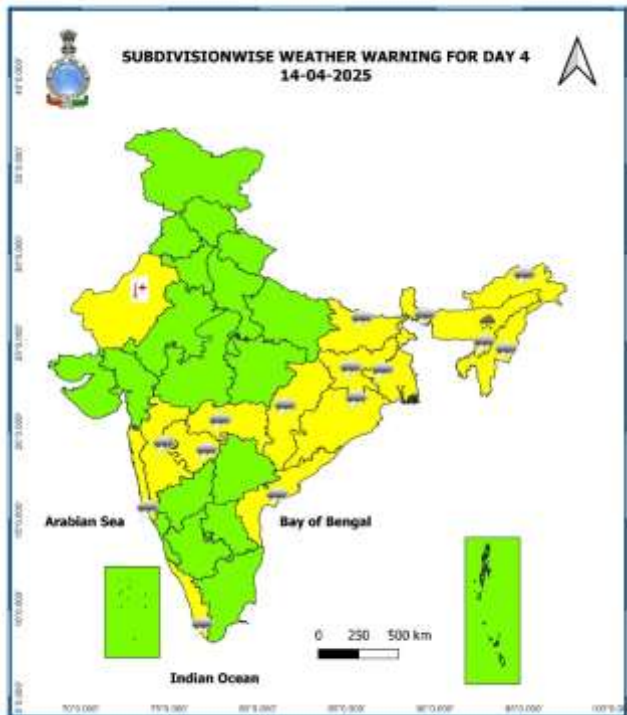 SUBDIVISIONWISE WEATHER WARNING FOR DAY 4
14-04-2025
Arabian Sea
Bay of Bengal
0 250 500 km
Indian Ocean